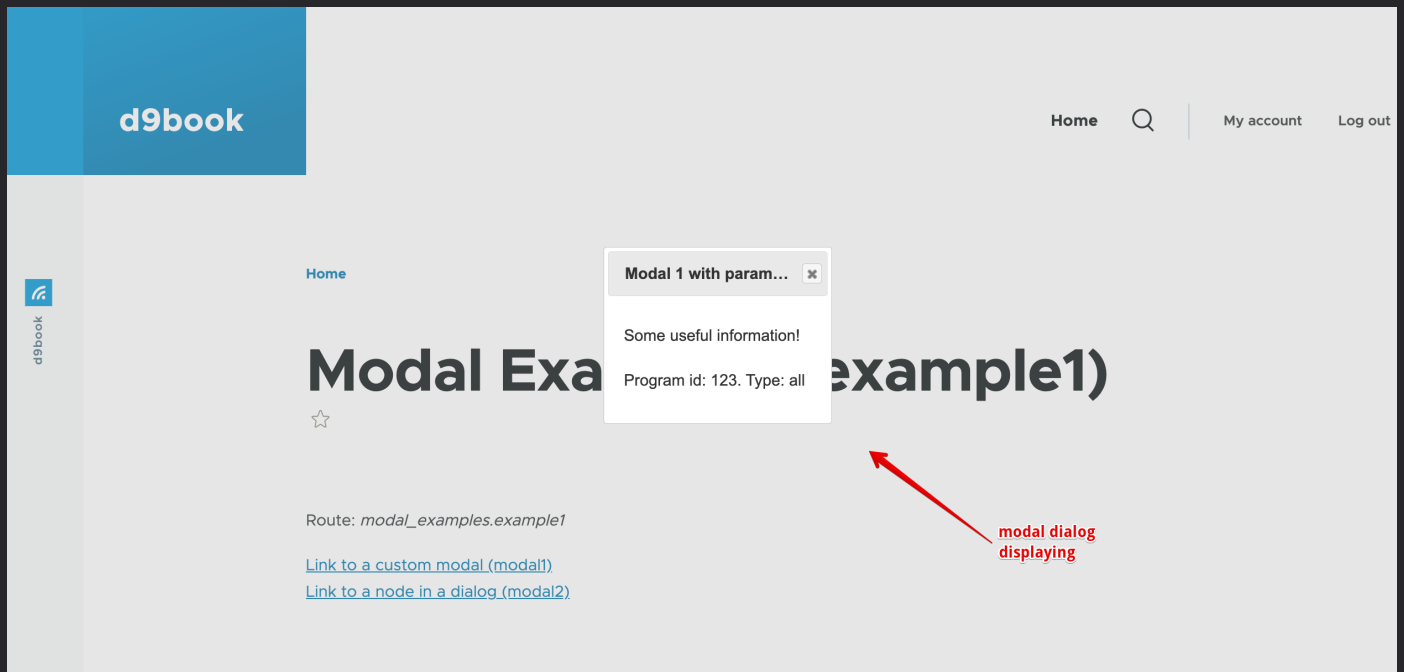 d9book
Home
My account
Log out
d9book
Home
Modal 1 with param...
Some useful information!
Program id: 123. Type: all
Modal Exa example1)
Route: modal_examples.example1
Link to a custom modal (modal1)
Link to a node in a dialog (modal2)
modal dialog
displaying